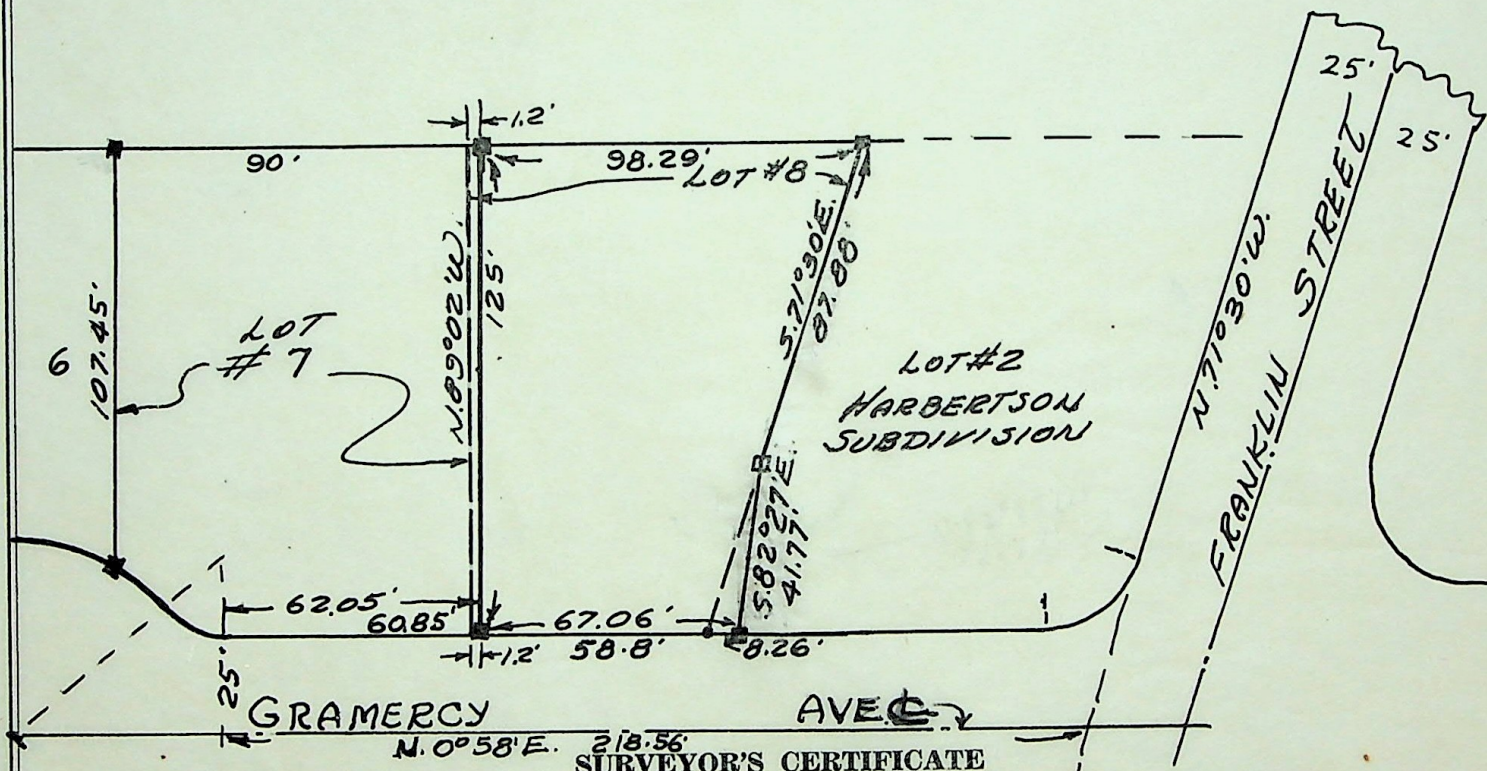 25'
25'
1.2'
90'
98.29'
LOT #8
107.45'
6
LOT
# 7
N.89°02'W.
125'
S.71°30'E.
87.88'
LOT #2
HARBERTSON
SUBDIVISION
N.71°30'W.
FRANKLIN STREET
S.82°27'E.
41.77'
62.05'
60.85'
67.06'
1.2'
58.8'
8.26'
25'
GRAMERCY AVE.
N. 0°58'E. 218.56'
SURVEYOR'S CERTIFICATE